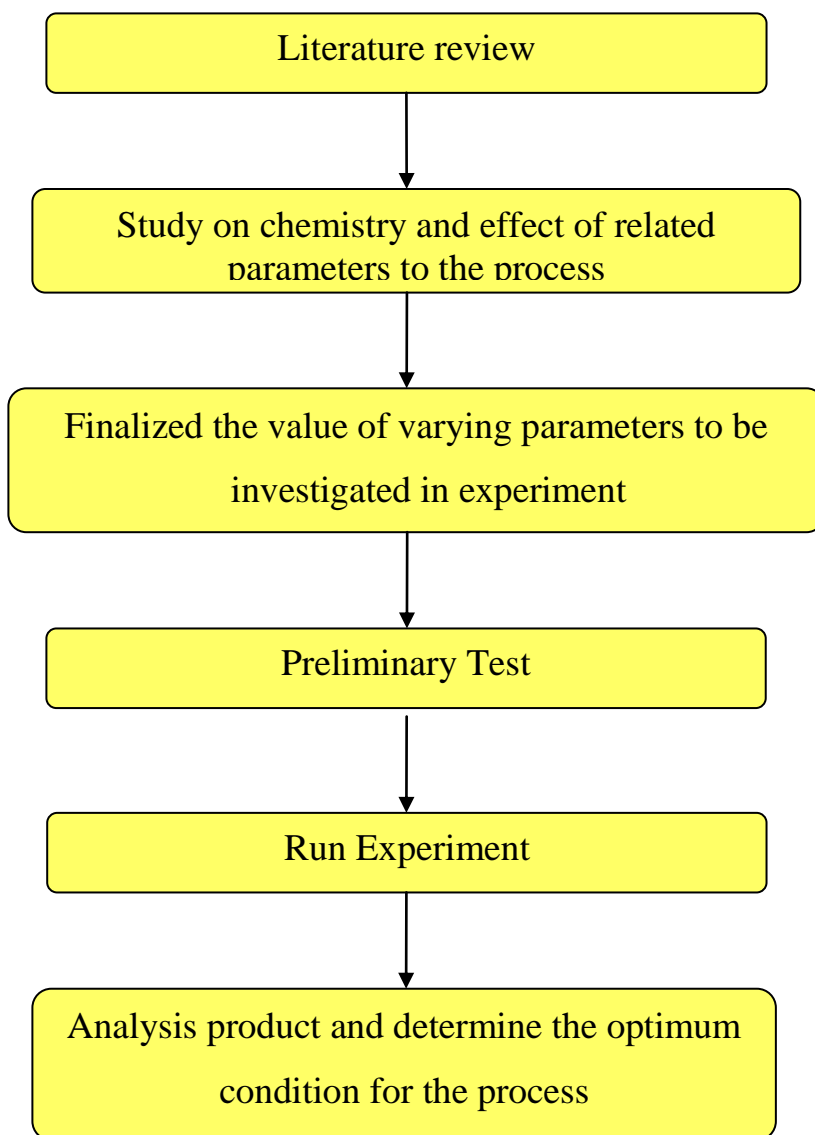 Literature review
Study on chemistry and effect of related
parameters to the process
Finalized the value of varying parameters to be
investigated in experiment
Preliminary Test
Run Experiment
Analysis product and determine the optimum
condition for the process